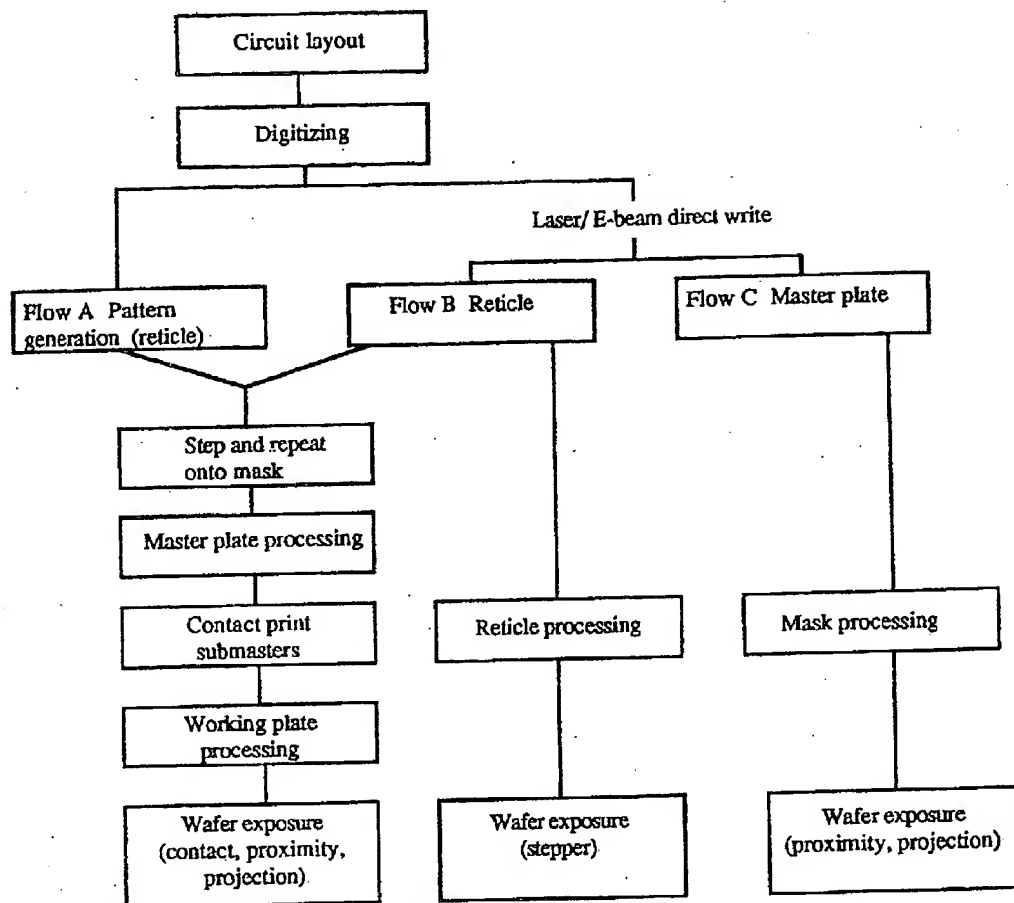 Circuit layout
Digitizing
Laser/ E-beam direct write
Flow A Pattern
generation (reticle)
Flow B Reticle
Flow C Master plate
Step and repeat
onto mask
Master plate processing
Contact print
submasters
Reticle processing
Mask processing
Working plate
processing
Wafer exposure
(contact, proximity,
projection)
Wafer exposure
(stepper)
Wafer exposure
(proximity, projection)